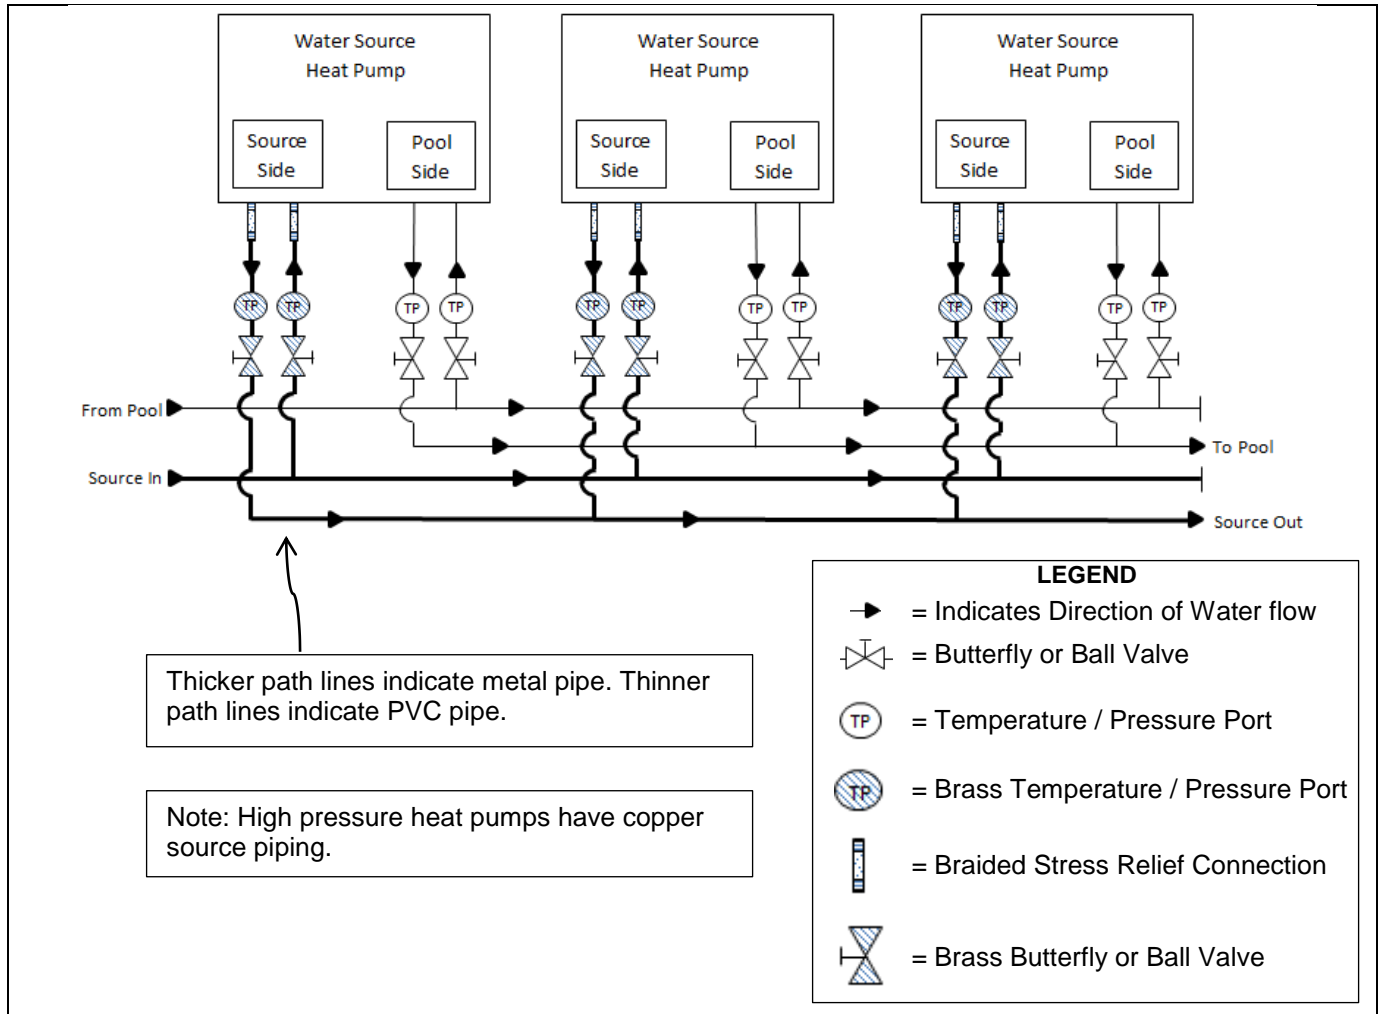 Water Source
Heat Pump
Source
Side
Pool
Side
Water Source
Heat Pump
Source
Side
Pool
Side
Water Source
Heat Pump
Source
Side
Pool
Side
TP
TP
TP
TP
TP
TP
TP
TP
TP
TP
TP
TP
From Pool
To Pool
Source In
Source Out
Thicker path lines indicate metal pipe. Thinner
path lines indicate PVC pipe.
Note: High pressure heat pumps have copper
source piping.
LEGEND
= Indicates Direction of Water flow
= Butterfly or Ball Valve
TP = Temperature / Pressure Port
TP = Brass Temperature / Pressure Port
= Braided Stress Relief Connection
= Brass Butterfly or Ball Valve